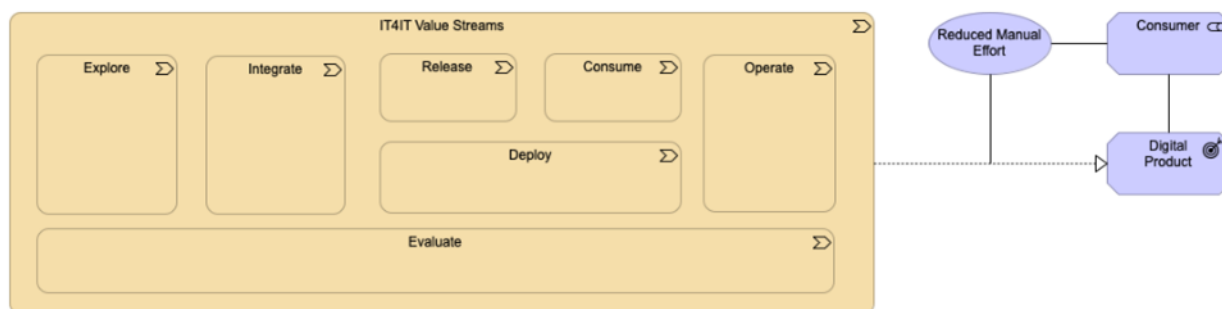 IT4IT Value Streams
Explore
Integrate
Release
Consume
Operate
Deploy
Evaluate
Reduced Manual
Effort
Consumer
Digital
Product